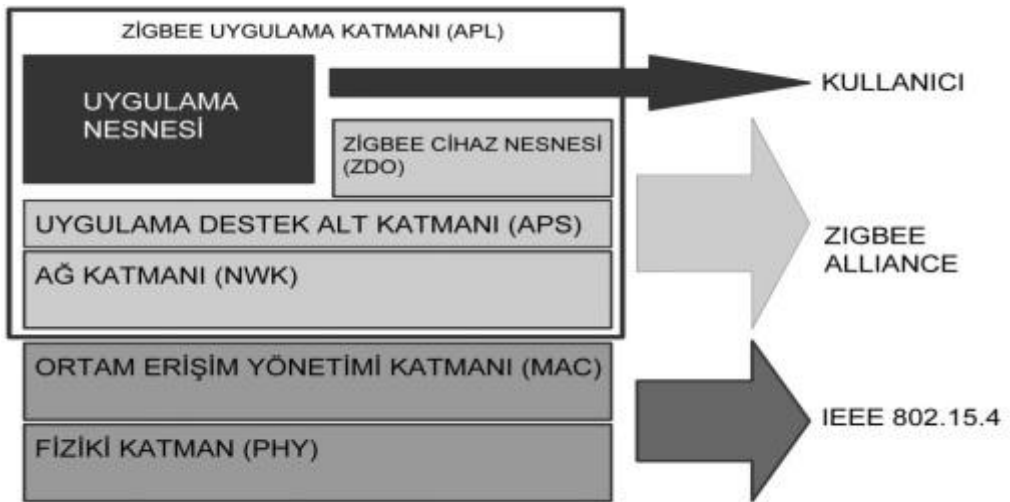 ZİGBEE UYGULAMA KATMANI (APL)
UYGULAMA
NESNESİ
KULLANICI
ZİGBEE CİHAZ NESNESİ
(ZDO)
UYGULAMA DESTEK ALT KATMANI (APS)
AĞ KATMANI (NWK)
ZIGBEE
ALLIANCE
ORTAM ERİŞİM YÖNETİMİ KATMANI (MAC)
FİZİKİ KATMAN (PHY)
IEEE 802.15.4